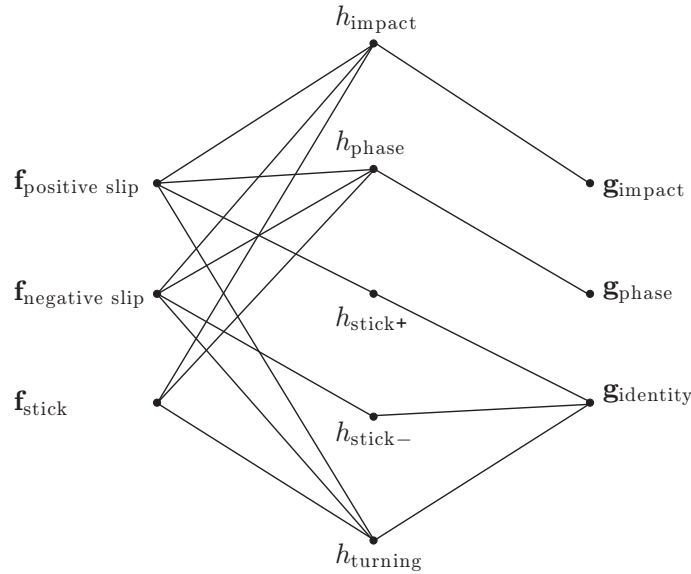 h_impact
h_phase
f_positive slip
g_impact
f_negative slip
g_phase
h_stick+
f_stick
g_identity
h_stick−
h_turning